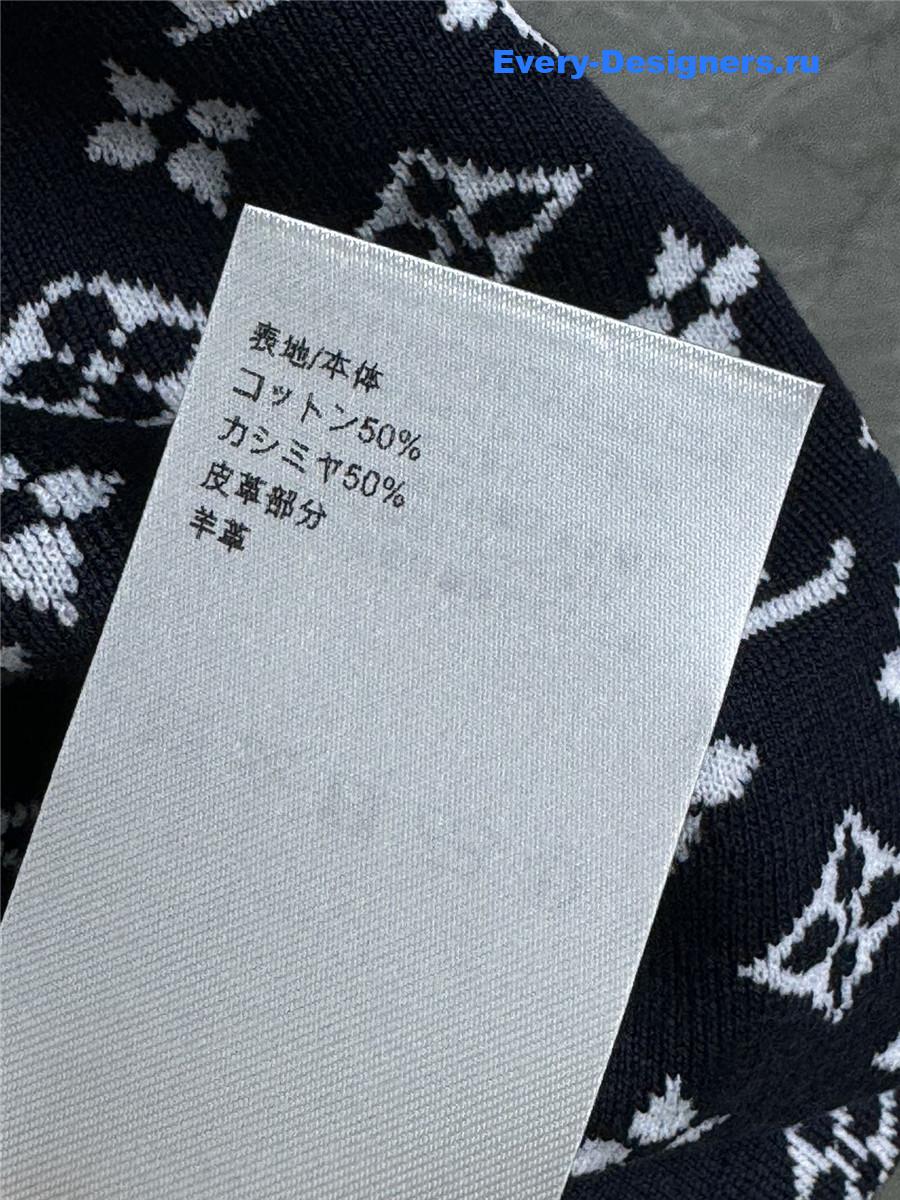 Every-Designers.ru
表地/本体
コットン50%
カシミヤ50%
皮革部分
羊革